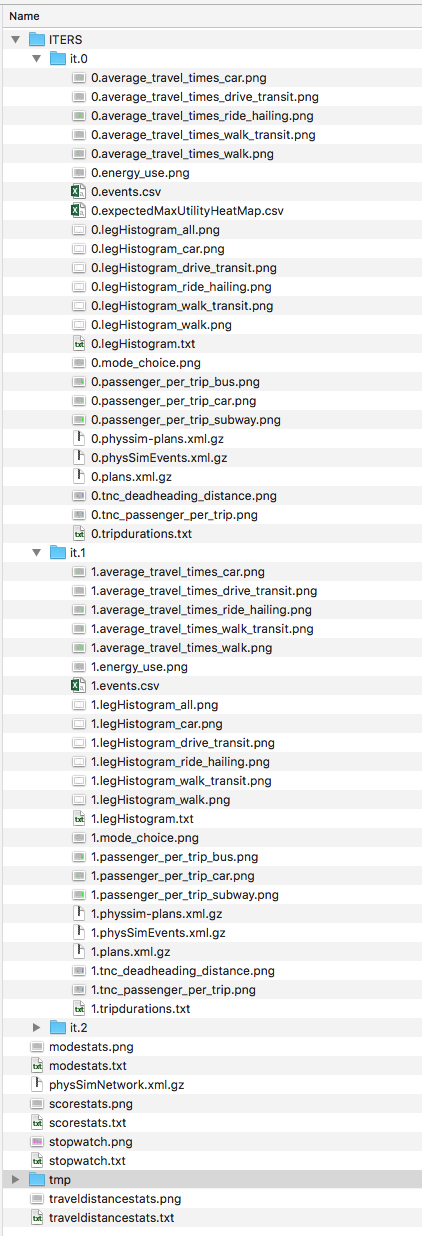 Name
ITERS
it.0
0.average_travel_times_car.png
0.average_travel_times_drive_transit.png
0.average_travel_times_ride_hailing.png
0.average_travel_times_walk_transit.png
0.average_travel_times_walk.png
0.energy_use.png
0.events.csv
0.expectedMaxUtilityHeatMap.csv
0.legHistogram_all.png
0.legHistogram_car.png
0.legHistogram_drive_transit.png
0.legHistogram_ride_hailing.png
0.legHistogram_walk_transit.png
0.legHistogram_walk.png
0.legHistogram.txt
0.mode_choice.png
0.passenger_per_trip_bus.png
0.passenger_per_trip_car.png
0.passenger_per_trip_subway.png
0.physsim-plans.xml.gz
0.physSimEvents.xml.gz
0.plans.xml.gz
0.tnc_deadheading_distance.png
0.tnc_passenger_per_trip.png
0.tripdurations.txt
it.1
1.average_travel_times_car.png
1.average_travel_times_drive_transit.png
1.average_travel_times_ride_hailing.png
1.average_travel_times_walk_transit.png
1.average_travel_times_walk.png
1.energy_use.png
1.events.csv
1.legHistogram_all.png
1.legHistogram_car.png
1.legHistogram_drive_transit.png
1.legHistogram_ride_hailing.png
1.legHistogram_walk_transit.png
1.legHistogram_walk.png
1.legHistogram.txt
1.mode_choice.png
1.passenger_per_trip_bus.png
1.passenger_per_trip_car.png
1.passenger_per_trip_subway.png
1.physsim-plans.xml.gz
1.physSimEvents.xml.gz
1.plans.xml.gz
1.tnc_deadheading_distance.png
1.tnc_passenger_per_trip.png
1.tripdurations.txt
it.2
modestats.png
modestats.txt
physSimNetwork.xml.gz
scorestats.png
scorestats.txt
stopwatch.png
stopwatch.txt
tmp
traveldistancestats.png
traveldistancestats.txt